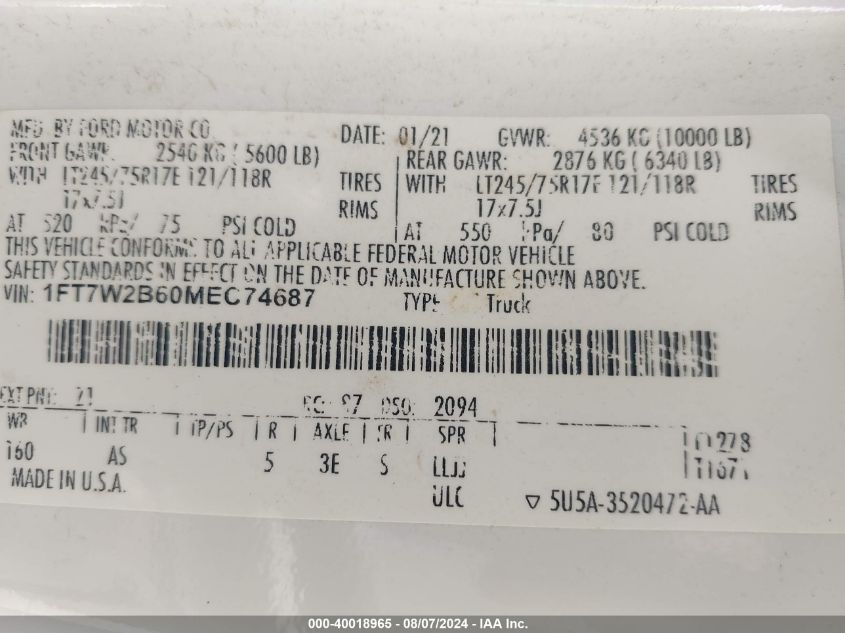 MFD. BY FORD MOTOR CO. DATE: 01/21 GVWR: 4536 KG (10000 LB)
FRONT GAWR: 2540 KG ( 5600 LB) REAR GAWR: 2876 KG ( 6340 LB)
WITH LT245/75R17E 121/118R TIRES WITH LT245/75R17E 121/118R TIRES
17x7.5J RIMS 17x7.5J RIMS
AT 520 kPa/ 75 PSI COLD AT 550 kPa/ 80 PSI COLD
THIS VEHICLE CONFORMS TO ALL APPLICABLE FEDERAL MOTOR VEHICLE
SAFETY STANDARDS IN EFFECT ON THE DATE OF MANUFACTURE SHOWN ABOVE.
VIN: 1FT7W2B60MEC74687 TYPE Truck
EXT PNT: 21 RC: 97 DSO: 2094
WB INT TR TP/PS R AXLE TR SPR
160 AS 5 3E S
MADE IN U.S.A. ULC ▽ 5U5A-3520472-AA
000-40018965 - 08/07/2024 - IAA Inc.